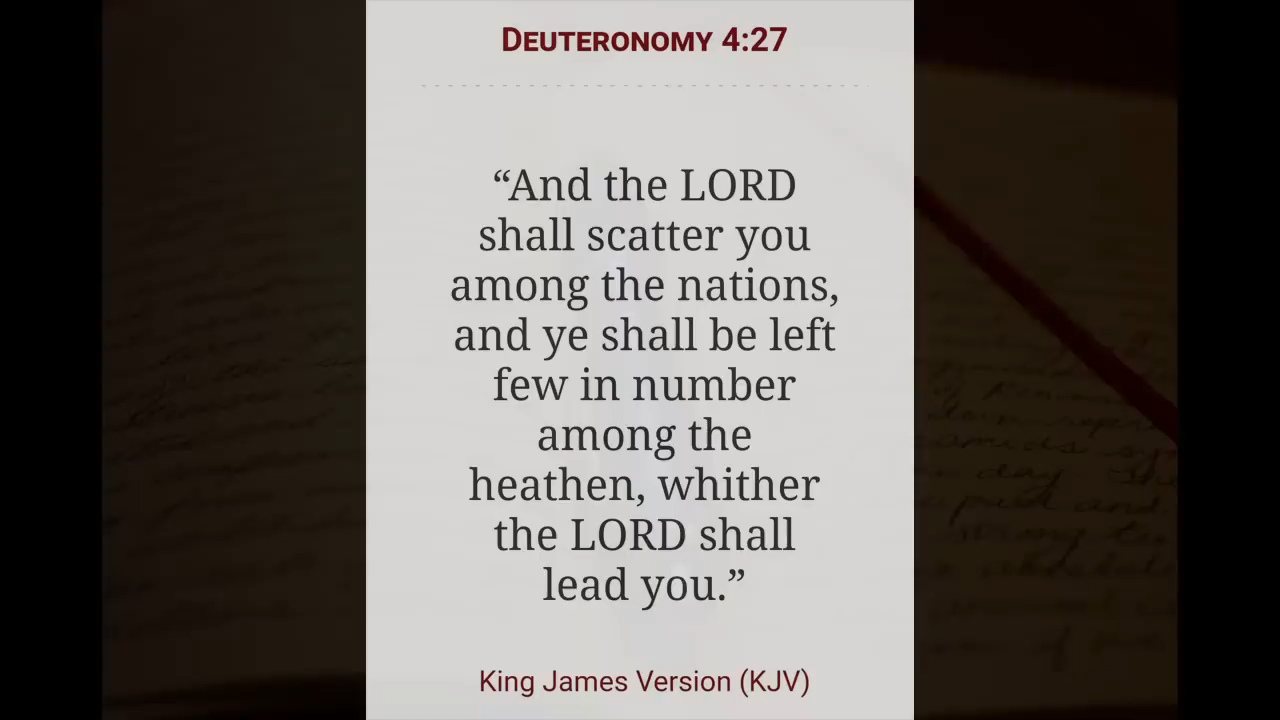 DEUTERONOMY 4:27
“And the LORD
shall scatter you
among the nations,
and ye shall be left
few in number
among the
heathen, whither
the LORD shall
lead you.”
King James Version (KJV)